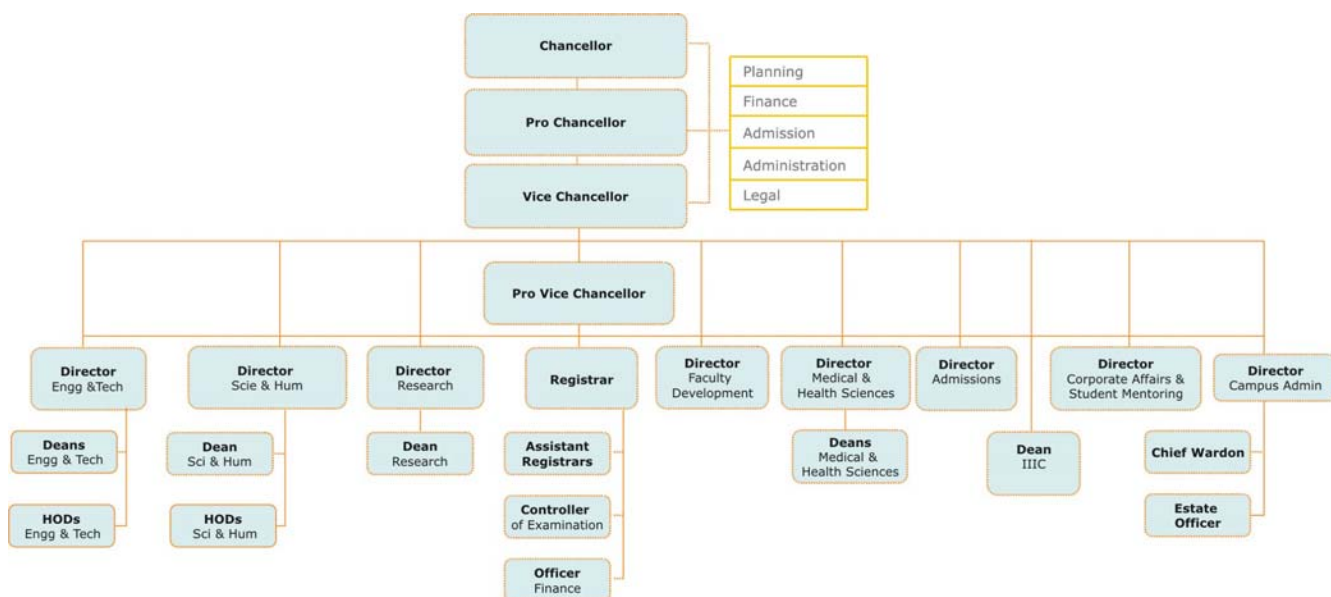 Chancellor
Pro Chancellor
Vice Chancellor
Planning
Finance
Admission
Administration
Legal
Pro Vice Chancellor
Director
Engg &Tech
Director
Scie & Hum
Director
Research
Registrar
Director
Faculty
Development
Director
Medical &
Health Sciences
Director
Admissions
Director
Corporate Affairs &
Student Mentoring
Director
Campus Admin
Deans
Engg & Tech
Dean
Sci & Hum
Dean
Research
Assistant
Registrars
Deans
Medical &
Health Sciences
Dean
IIIC
Chief Wardon
HODs
Engg & Tech
HODs
Sci & Hum
Controller
of Examination
Estate
Officer
Officer
Finance